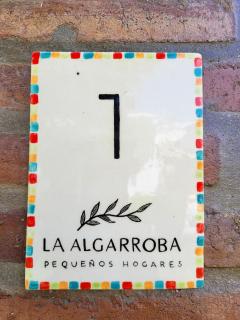 1
LA ALGARROBA
PEQUEÑOS HOGARES